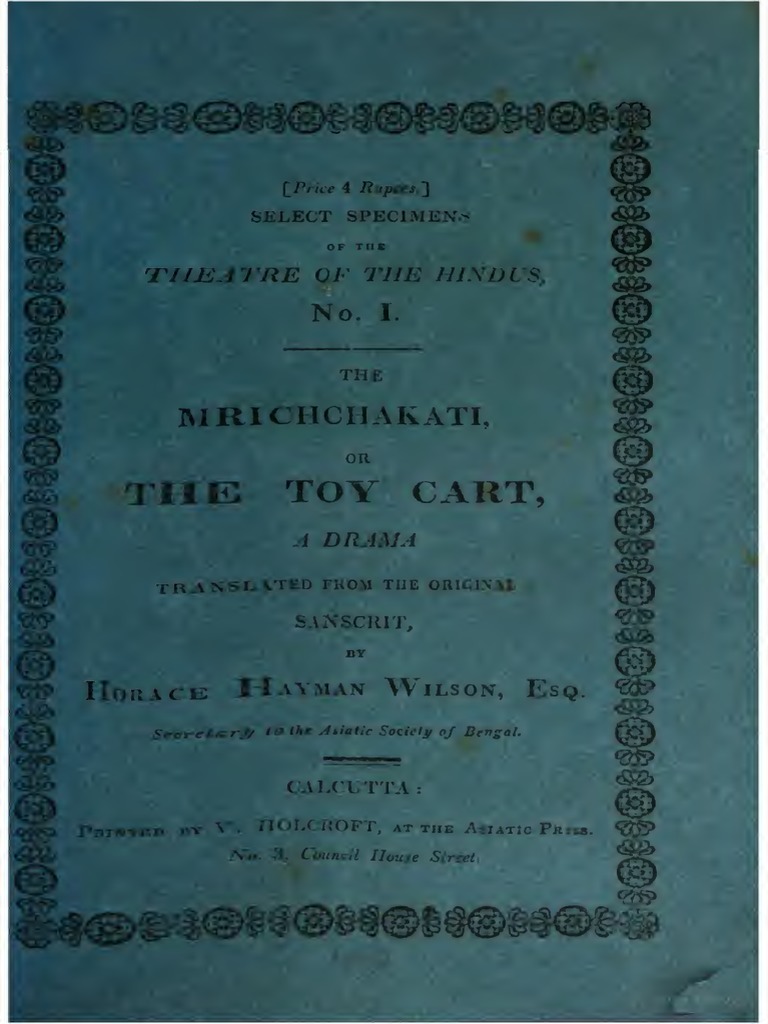 [Price 4 Rupees.]
SELECT SPECIMENS
OF THE
THEATRE OF THE HINDUS,
No. I.
THE
MRICHCHAKATI,
OR
THE TOY CART,
A DRAMA
TRANSLATED FROM THE ORIGINAL
SANSCRIT,
BY
HORACE HAYMAN WILSON, ESQ.
Secretary to the Asiatic Society of Bengal.
CALCUTTA:
PRINTED BY V. HOLCROFT, AT THE ASIATIC PRESS.
No. 3, Council House Street.